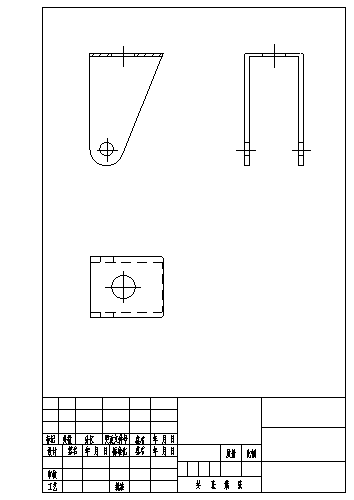 标记 处数 分区 更改文件号 签名 年 月 日
设计 签名 年 月 日 标准化 签名 年 月 日
质量 比例
审核
工艺 批准
共 张 第 张